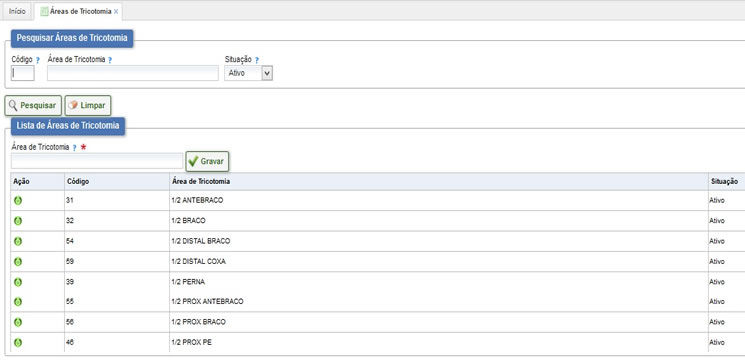 Início Áreas de Tricotomia x
Pesquisar Áreas de Tricotomia
Código ? Área de Tricotomia ? Situação ?
Ativo
Pesquisar Limpar
Lista de Áreas de Tricotomia
Área de Tricotomia ? *
Gravar
Ação Código Área de Tricotomia Situação
31 1/2 ANTEBRACO Ativo
32 1/2 BRACO Ativo
54 1/2 DISTAL BRACO Ativo
59 1/2 DISTAL COXA Ativo
39 1/2 PERNA Ativo
55 1/2 PROX ANTEBRACO Ativo
56 1/2 PROX BRACO Ativo
46 1/2 PROX PE Ativo